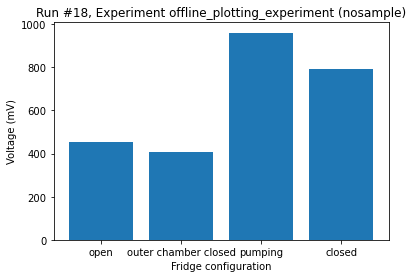 Run #18, Experiment offline_plotting_experiment (nosample)
1000
800
600
400
200
0
Voltage (mV)
open outer chamber closed pumping closed
Fridge configuration